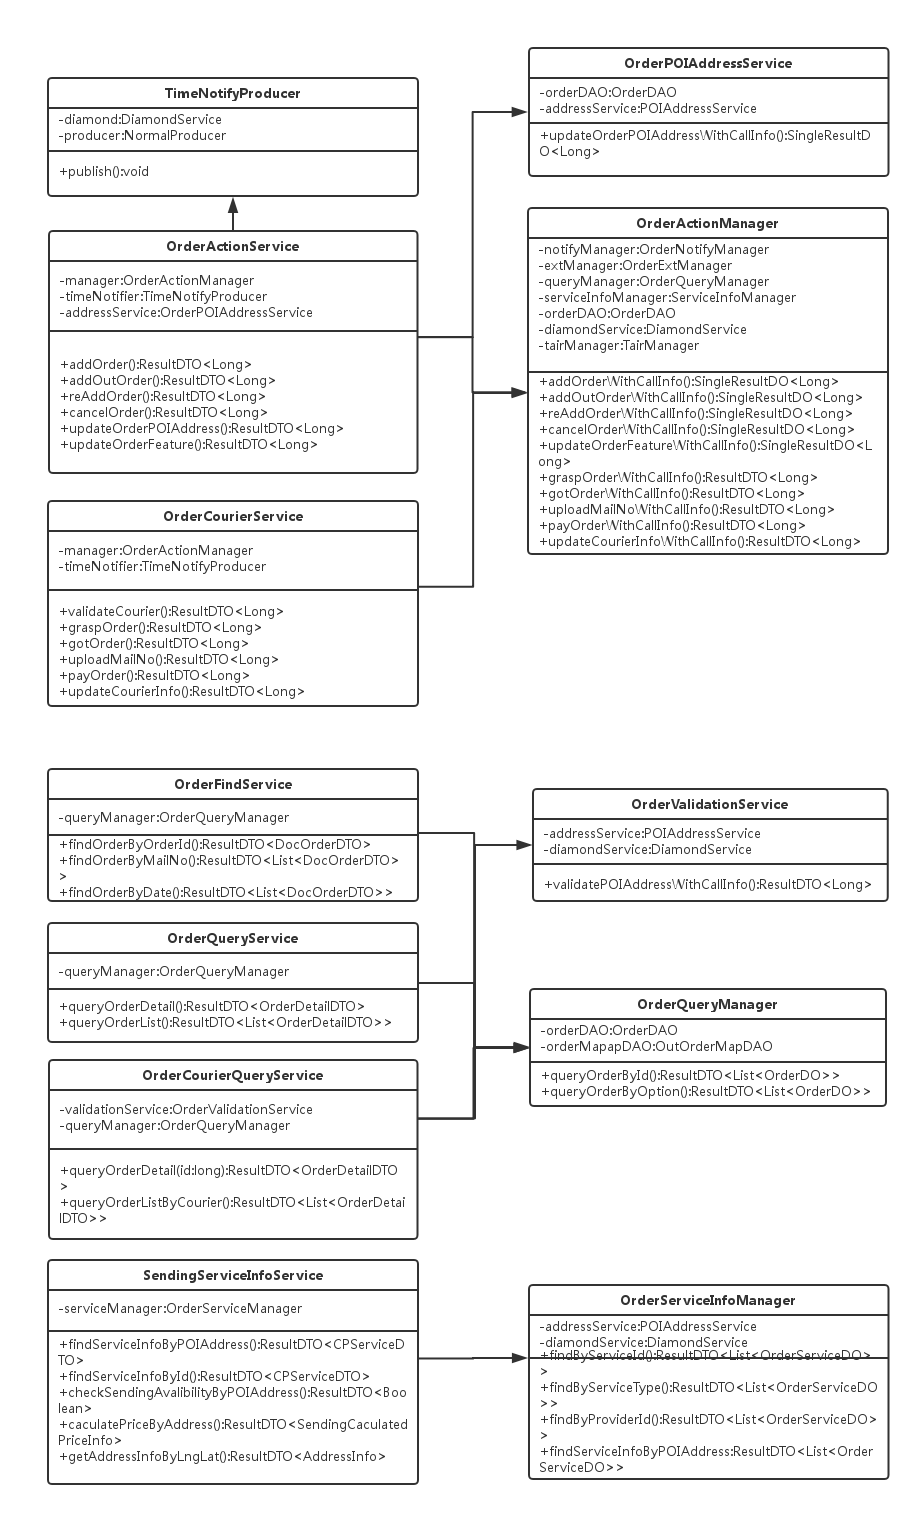 TimeNotifyProducer
-diamond:DiamondService
-producer:NormalProducer
+publish():void
OrderPOIAddressService
-orderDAO:OrderDAO
-addressService:POIAddressService
+updateOrderPOIAddressWithCallInfo():SingleResultD
O<Long>
OrderActionService
-manager:OrderActionManager
-timeNotifier:TimeNotifyProducer
-addressService:OrderPOIAddressService
+addOrder():ResultDTO<Long>
+addOutOrder():ResultDTO<Long>
+reAddOrder():ResultDTO<Long>
+cancelOrder():ResultDTO<Long>
+updateOrderPOIAddress():ResultDTO<Long>
+updateOrderFeature():ResultDTO<Long>
OrderActionManager
-notifyManager:OrderNotifyManager
-extManager:OrderExtManager
-queryManager:OrderQueryManager
-serviceInfoManager:ServiceInfoManager
-orderDAO:OrderDAO
-diamondService:DiamondService
-tairManager:TairManager
+addOrderWithCallInfo():SingleResultDO<Long>
+addOutOrderWithCallInfo():SingleResultDO<Long>
+reAddOrderWithCallInfo():SingleResultDO<Long>
+cancelOrderWithCallInfo():SingleResultDO<Long>
+updateOrderFeatureWithCallInfo():SingleResultDO<L
ong>
+graspOrderWithCallInfo():ResultDTO<Long>
+gotOrderWithCallInfo():ResultDTO<Long>
+uploadMailNoWithCallInfo():ResultDTO<Long>
+payOrderWithCallInfo():ResultDTO<Long>
+updateCourierInfoWithCallInfo():ResultDTO<Long>
OrderCourierService
-manager:OrderActionManager
-timeNotifier:TimeNotifyProducer
+validateCourier():ResultDTO<Long>
+graspOrder():ResultDTO<Long>
+gotOrder():ResultDTO<Long>
+uploadMailNo():ResultDTO<Long>
+payOrder():ResultDTO<Long>
+updateCourierInfo():ResultDTO<Long>
OrderFindService
-queryManager:OrderQueryManager
+findOrderByOrderId():ResultDTO<DocOrderDTO>
+findOrderByMailNo():ResultDTO<List<DocOrderDTO>
>
+findOrderByDate():ResultDTO<List<DocOrderDTO>>
OrderValidationService
-addressService:POIAddressService
-diamondService:DiamondService
+validatePOIAddressWithCallInfo():ResultDTO<Long>
OrderQueryService
-queryManager:OrderQueryManager
+queryOrderDetail():ResultDTO<OrderDetailDTO>
+queryOrderList():ResultDTO<List<OrderDetailDTO>>
OrderQueryManager
-orderDAO:OrderDAO
-orderMapapDAO:OutOrderMapDAO
+queryOrderById():ResultDTO<List<OrderDO>>
+queryOrderByOption():ResultDTO<List<OrderDO>>
OrderCourierQueryService
-validationService:OrderValidationService
-queryManager:OrderQueryManager
+queryOrderDetail(id:long):ResultDTO<OrderDetailDTO
>
+queryOrderListByCourier():ResultDTO<List<OrderDetai
lDTO>>
SendingServiceInfoService
-serviceManager:OrderServiceManager
+findServiceInfoByPOIAddress():ResultDTO<CPServiceD
TO>
+findServiceInfoById():ResultDTO<CPServiceDTO>
+checkSendingAvalibilityByPOIAddress():ResultDTO<Boo
lean>
+caculatePriceByAddress():ResultDTO<SendingCaculated
PriceInfo>
+getAddressInfoByLngLat():ResultDTO<AddressInfo>
OrderServiceInfoManager
-addressService:POIAddressService
-diamondService:DiamondService
+findByServiceId():ResultDTO<List<OrderServiceDO>
>
+findByServiceType():ResultDTO<List<OrderServiceDO
>>
+findByProviderId():ResultDTO<List<OrderServiceDO>
>
+findServiceInfoByPOIAddress:ResultDTO<List<Order
ServiceDO>>